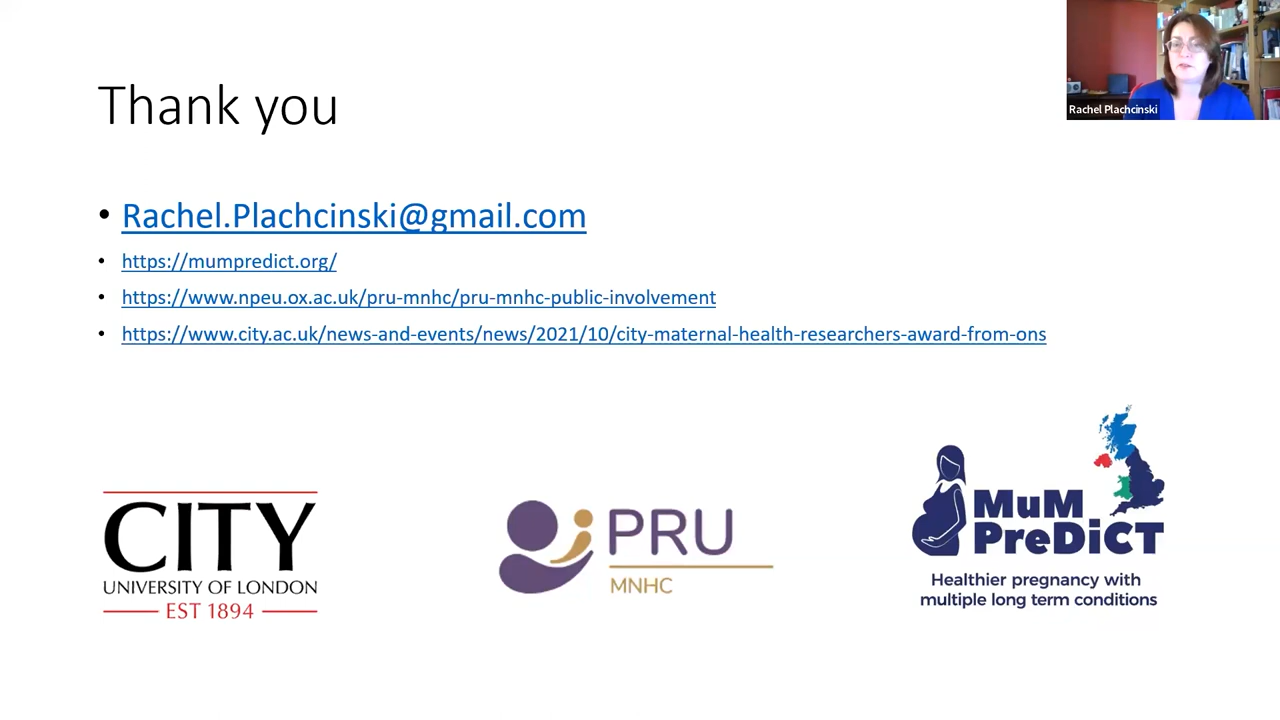 Thank you
Rachel Plachcinski
• Rachel.Plachcinski@gmail.com
• https://mumpredict.org/
• https://www.npeu.ox.ac.uk/pru-mnhc/pru-mnhc-public-involvement
• https://www.city.ac.uk/news-and-events/news/2021/10/city-maternal-health-researchers-award-from-ons
CITY
UNIVERSITY OF LONDON
EST 1894
PRU
MNHC
MuM
PreDiCT
Healthier pregnancy with
multiple long term conditions